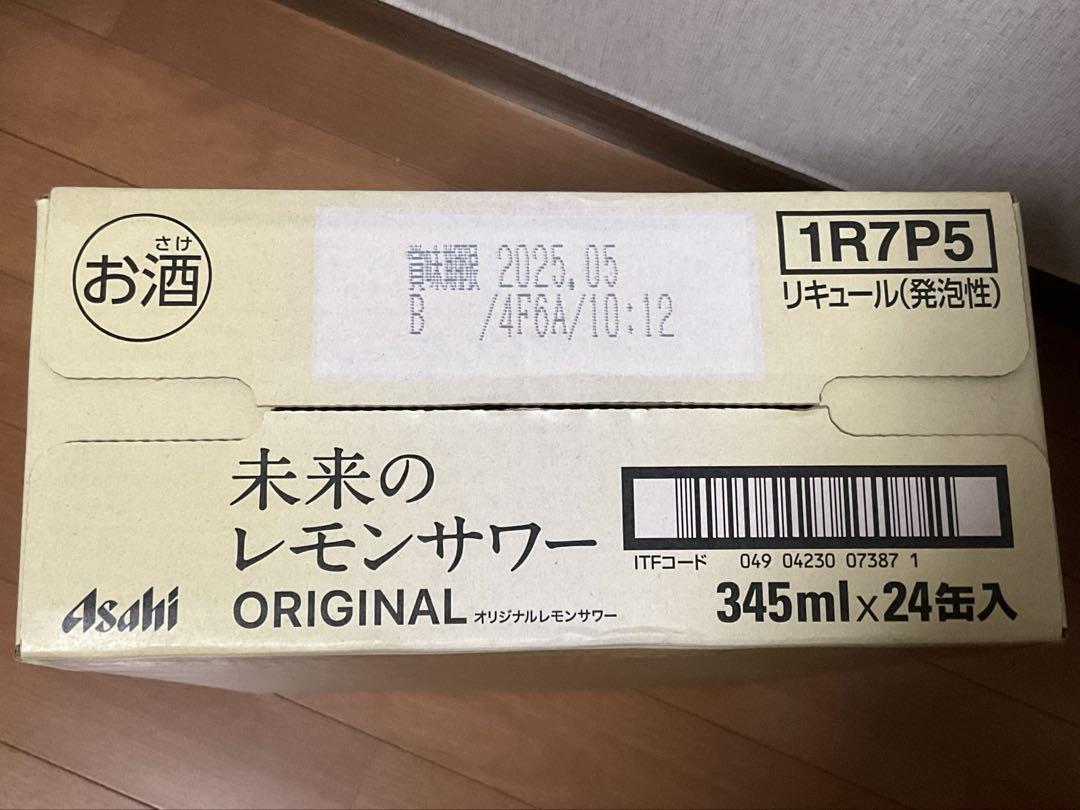 さけ
お酒
賞味期限 2025.05
B /4F6A/10:12
1R7P5
リキュール(発泡性)
未来の
レモンサワー
Asahi
ORIGINAL オリジナルレモンサワー
ITFコード 049 04230 07387 1
345ml×24缶入